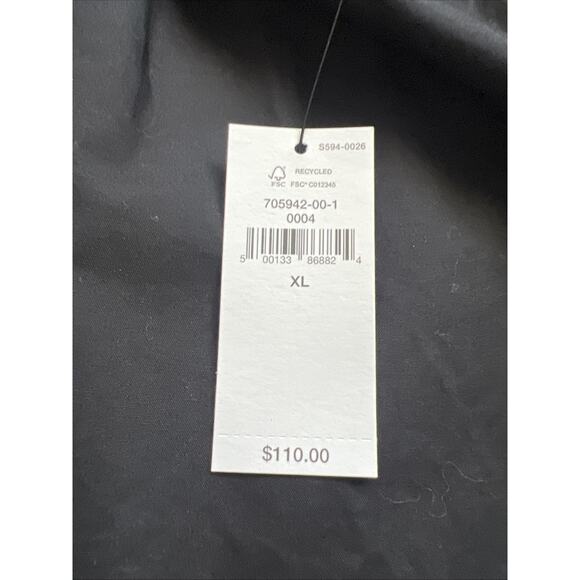 S594-0026
RECYCLED
FSC FSC® C012345
705942-00-1
0004
5 00133 86882 4
XL
$110.00